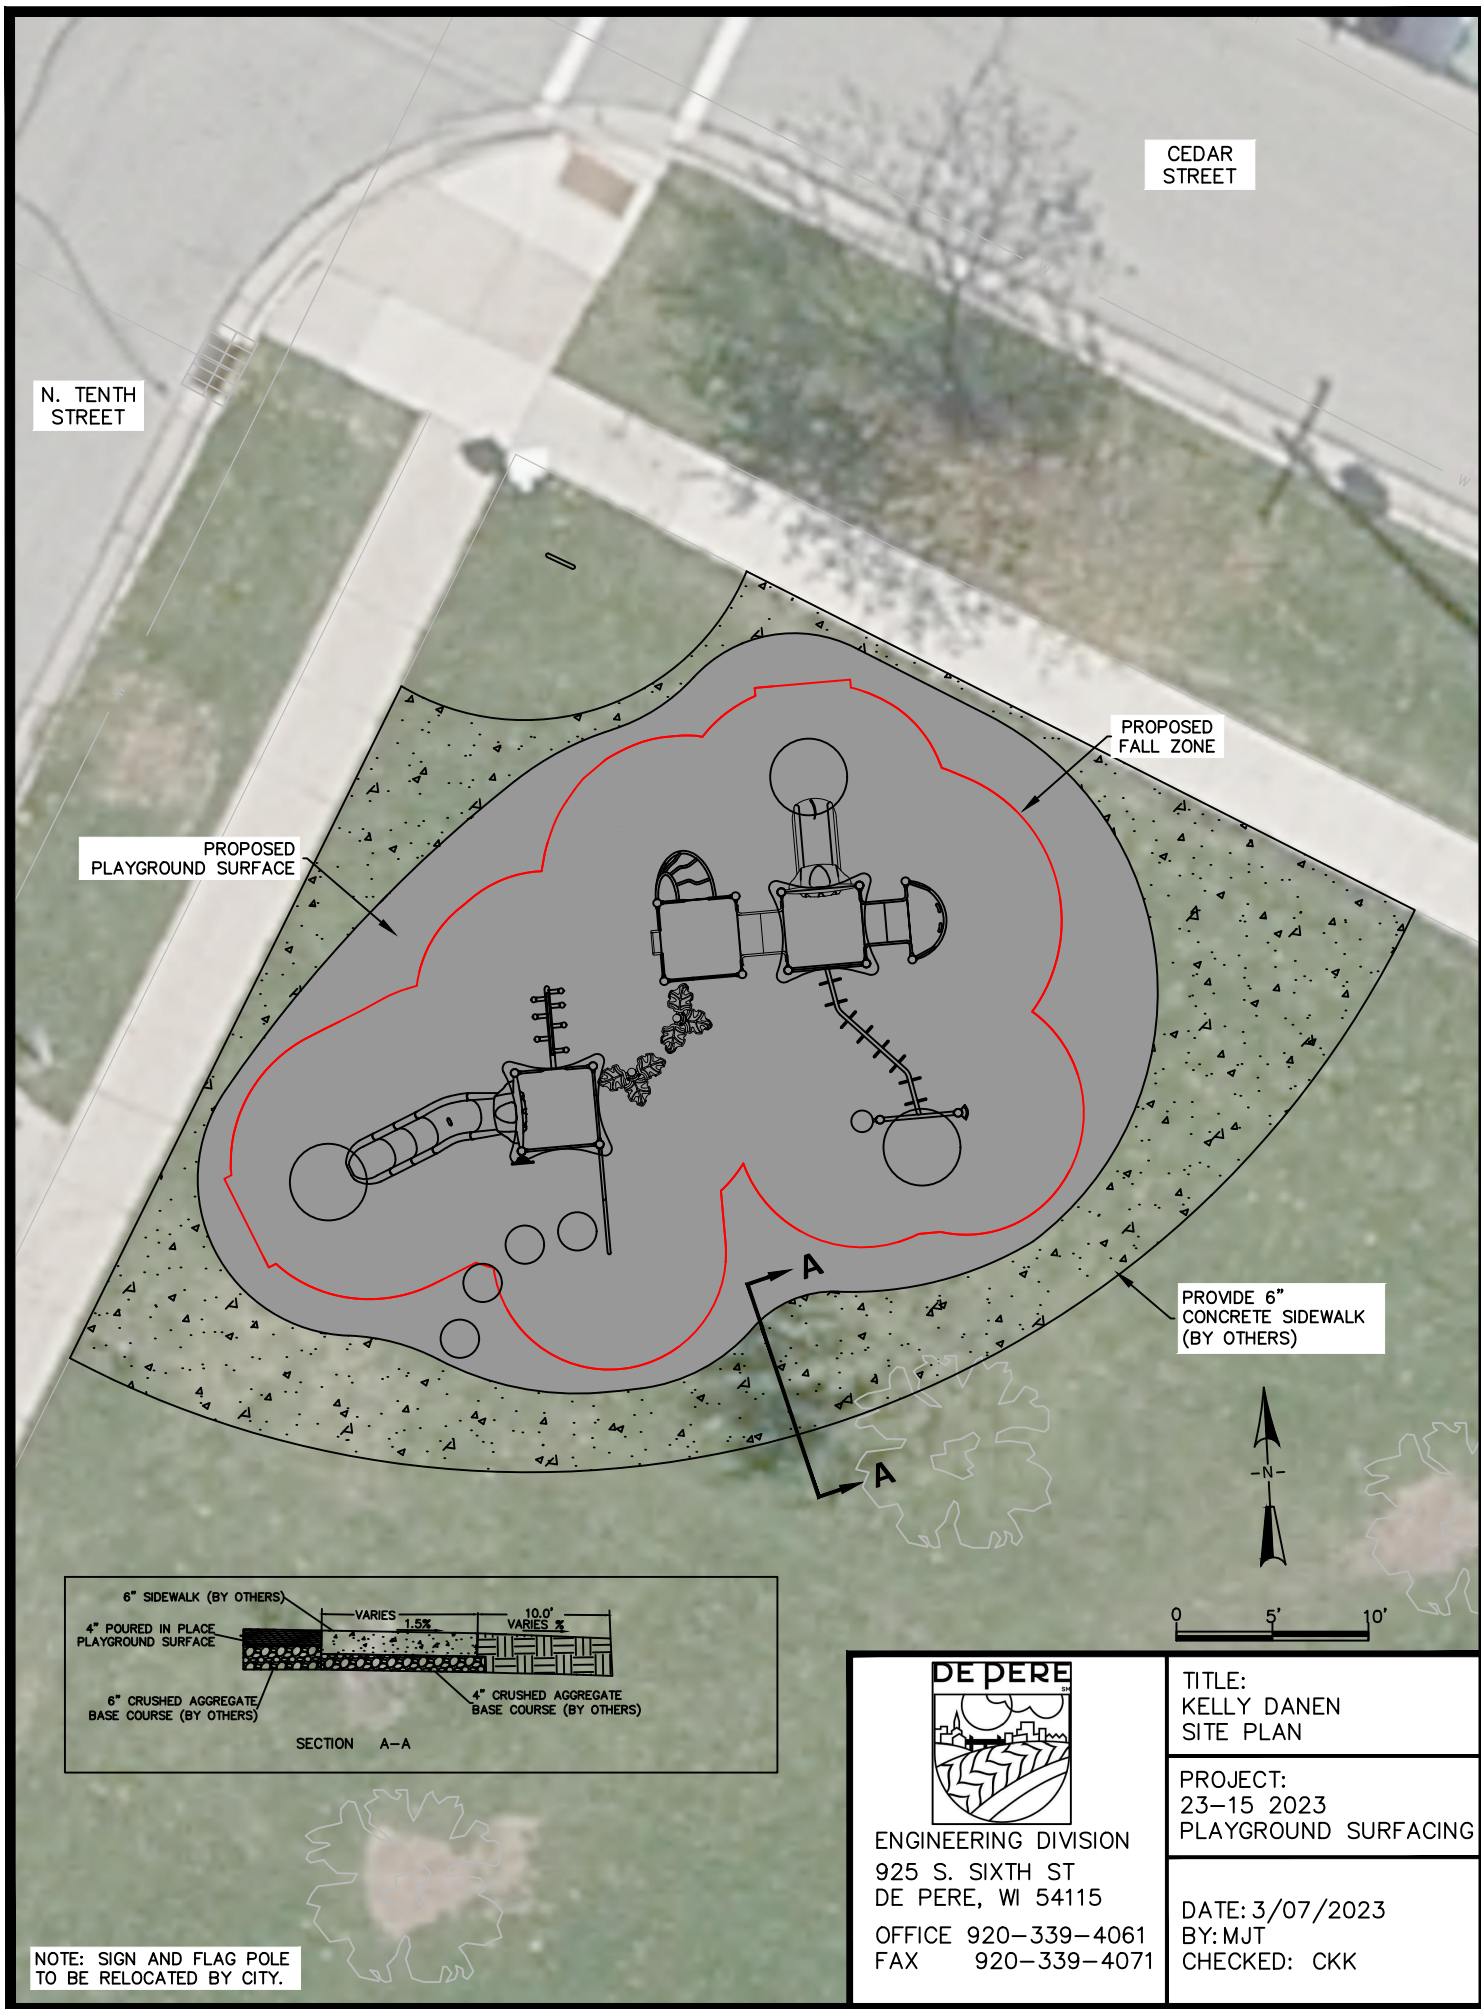 CEDAR
STREET
N. TENTH
STREET
W
PROPOSED
FALL ZONE
PROPOSED
PLAYGROUND SURFACE
A
A
PROVIDE 6"
CONCRETE SIDEWALK
(BY OTHERS)
-N-
0 5' 10'
6" SIDEWALK (BY OTHERS)
VARIES
1.5%
10.0'
VARIES %
4" POURED IN PLACE
PLAYGROUND SURFACE
6" CRUSHED AGGREGATE
BASE COURSE (BY OTHERS)
4" CRUSHED AGGREGATE
BASE COURSE (BY OTHERS)
SECTION A-A
DE PERE
SM
ENGINEERING DIVISION
925 S. SIXTH ST
DE PERE, WI 54115
OFFICE 920-339-4061
FAX 920-339-4071
TITLE:
KELLY DANEN
SITE PLAN
PROJECT:
23-15 2023
PLAYGROUND SURFACING
DATE: 3/07/2023
BY: MJT
CHECKED: CKK
NOTE: SIGN AND FLAG POLE
TO BE RELOCATED BY CITY.